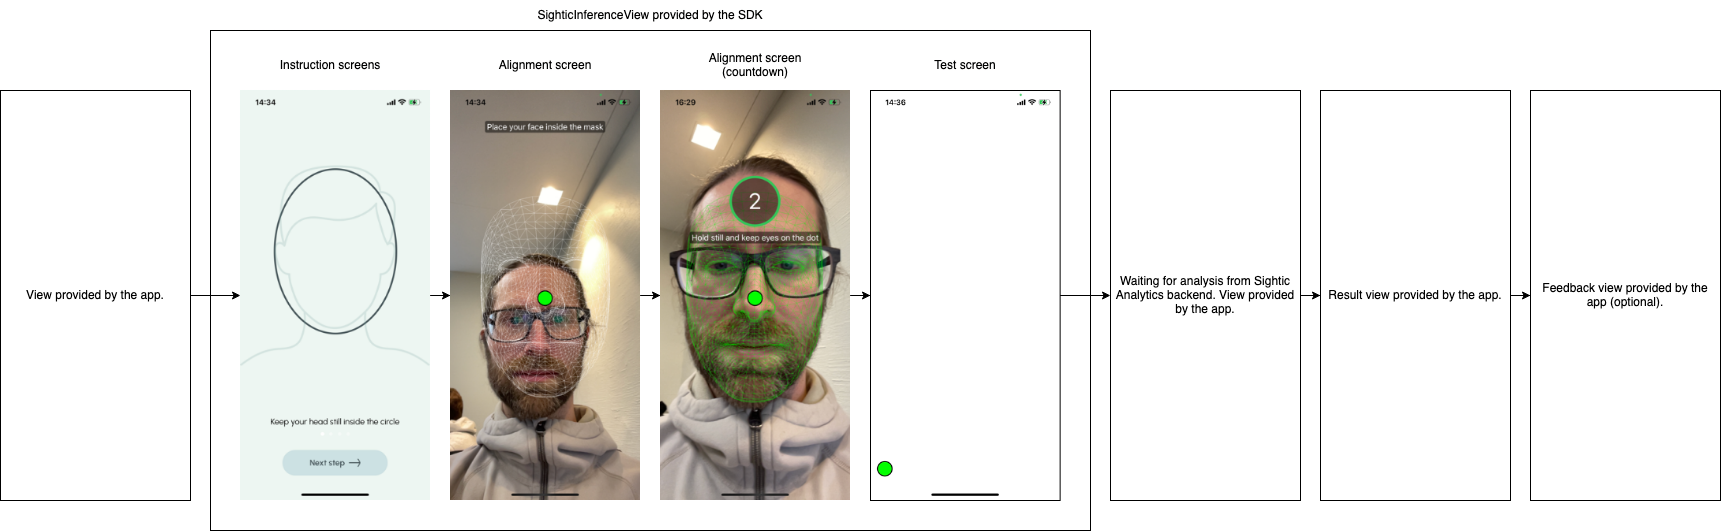 SighticInferenceView provided by the SDK
Instruction screens
Alignment screen
Alignment screen
(countdown)
Test screen
View provided by the app.
14:34
Keep your head still inside the circle
Next step
14:34
Place your face inside the mask
16:29
2
Hold still and keep eyes on the dot
14:36
Waiting for analysis from Sightic
Analytics backend. View provided
by the app.
Result view provided by the app.
Feedback view provided by the
app (optional).